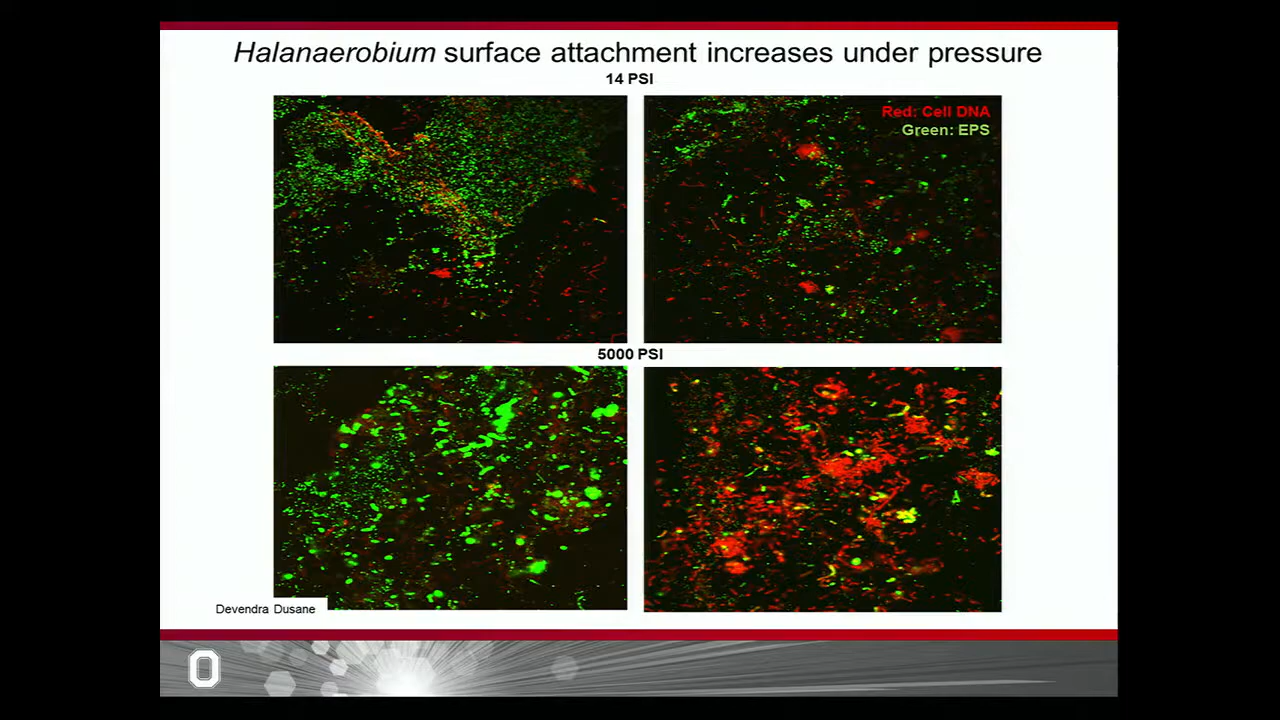 Halanaerobium surface attachment increases under pressure
14 PSI
Red: Cell DNA
Green: EPS
5000 PSI
Devendra Dusane
O